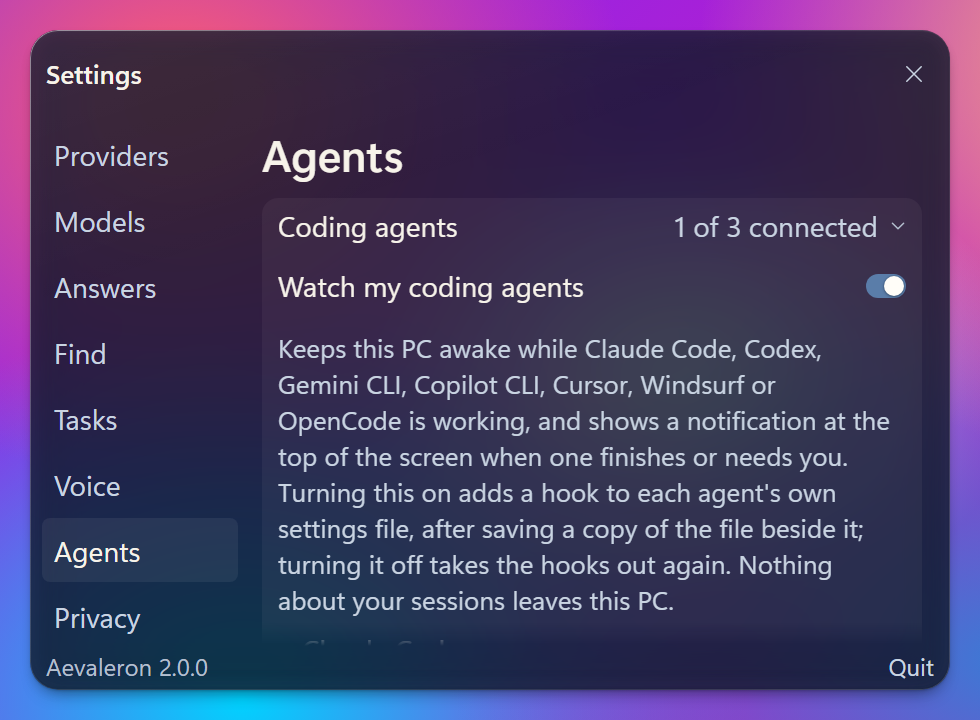 Settings
Providers
Models
Answers
Find
Tasks
Voice
Agents
Privacy
Aevaleron 2.0.0
Agents
Coding agents 1 of 3 connected
Watch my coding agents
Keeps this PC awake while Claude Code, Codex,
Gemini CLI, Copilot CLI, Cursor, Windsurf or
OpenCode is working, and shows a notification at the
top of the screen when one finishes or needs you.
Turning this on adds a hook to each agent's own
settings file, after saving a copy of the file beside it;
turning it off takes the hooks out again. Nothing
about your sessions leaves this PC.
Quit